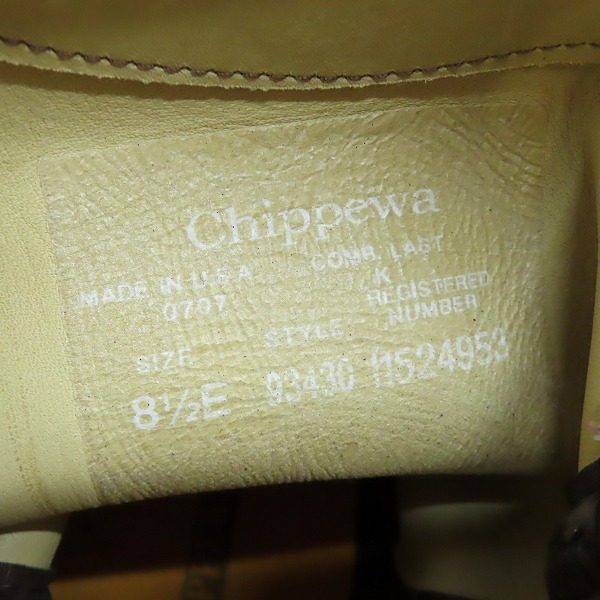 Chippewa
MADE IN U.S.A. COMB. LAST
0707 K
REGISTERED
SIZE STYLE NUMBER
8½E 93430 11524953